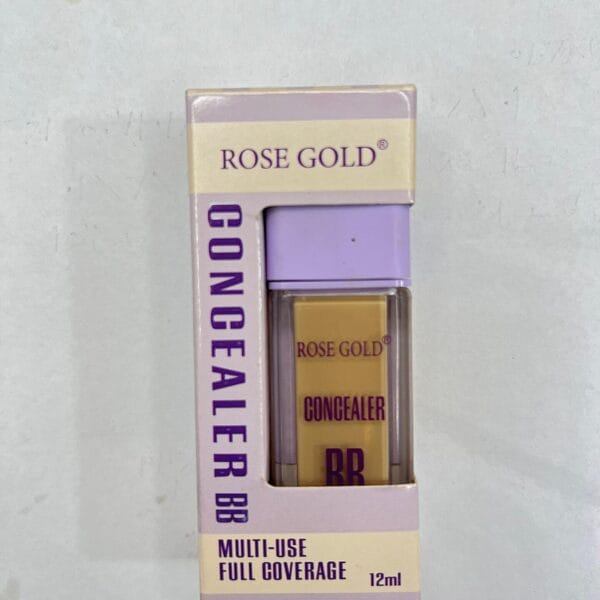 ROSE GOLD®
CONCEALER BB
ROSE GOLD®
CONCEALER
BB
MULTI-USE
FULL COVERAGE
12ml